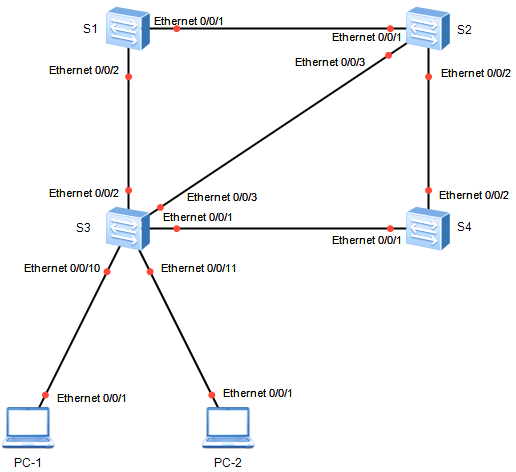 S1
Ethernet 0/0/1
S2
Ethernet 0/0/1
Ethernet 0/0/3
Ethernet 0/0/2
Ethernet 0/0/2
Ethernet 0/0/2
Ethernet 0/0/3
Ethernet 0/0/2
S3
Ethernet 0/0/1
Ethernet 0/0/1
S4
Ethernet 0/0/10
Ethernet 0/0/11
Ethernet 0/0/1
Ethernet 0/0/1
PC-1
PC-2